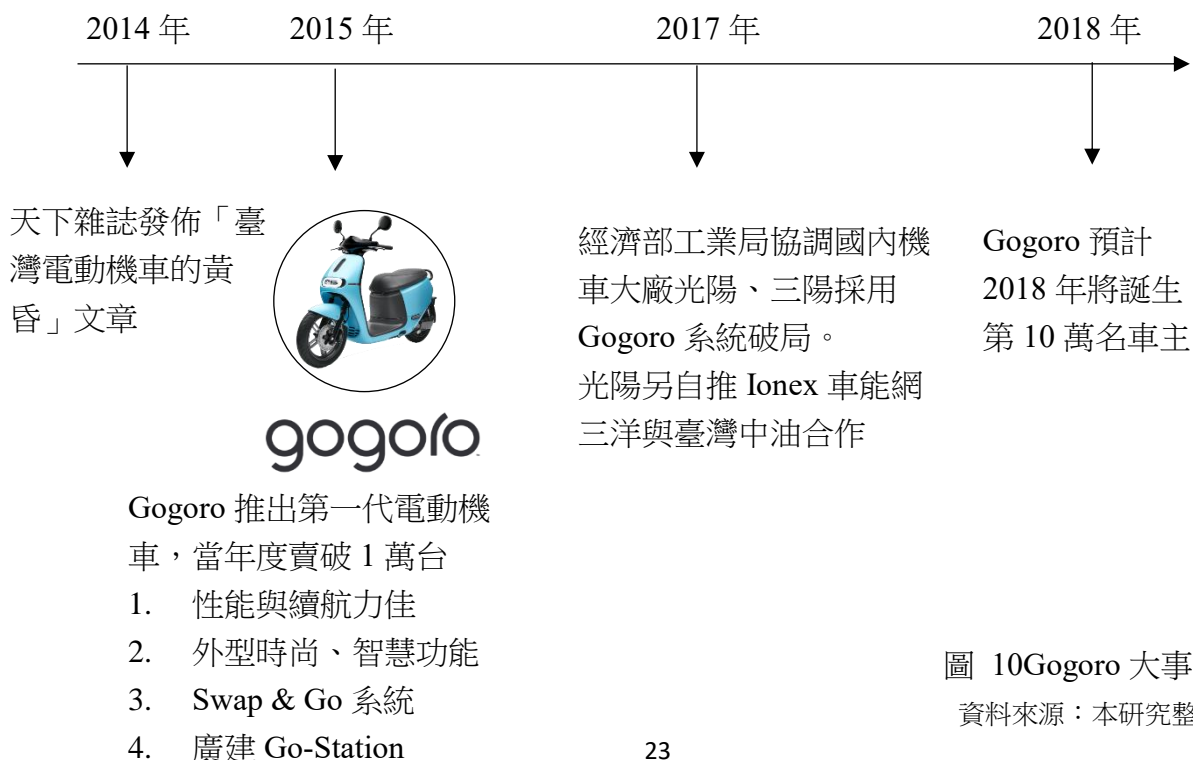 2014 年 2015 年 2017 年 2018 年
天下雜誌發佈「臺
灣電動機車的黃
昏」文章
gogoro
Gogoro 推出第一代電動機
車，當年度賣破 1 萬台
1. 性能與續航力佳
2. 外型時尚、智慧功能
3. Swap & Go 系統
4. 廣建 Go-Station
經濟部工業局協調國內機
車大廠光陽、三陽採用
Gogoro 系統破局。
光陽另自推 Ionex 車能網
三洋與臺灣中油合作
Gogoro 預計
2018 年將誕生
第 10 萬名車主
圖 10Gogoro 大事
資料來源：本研究整
23